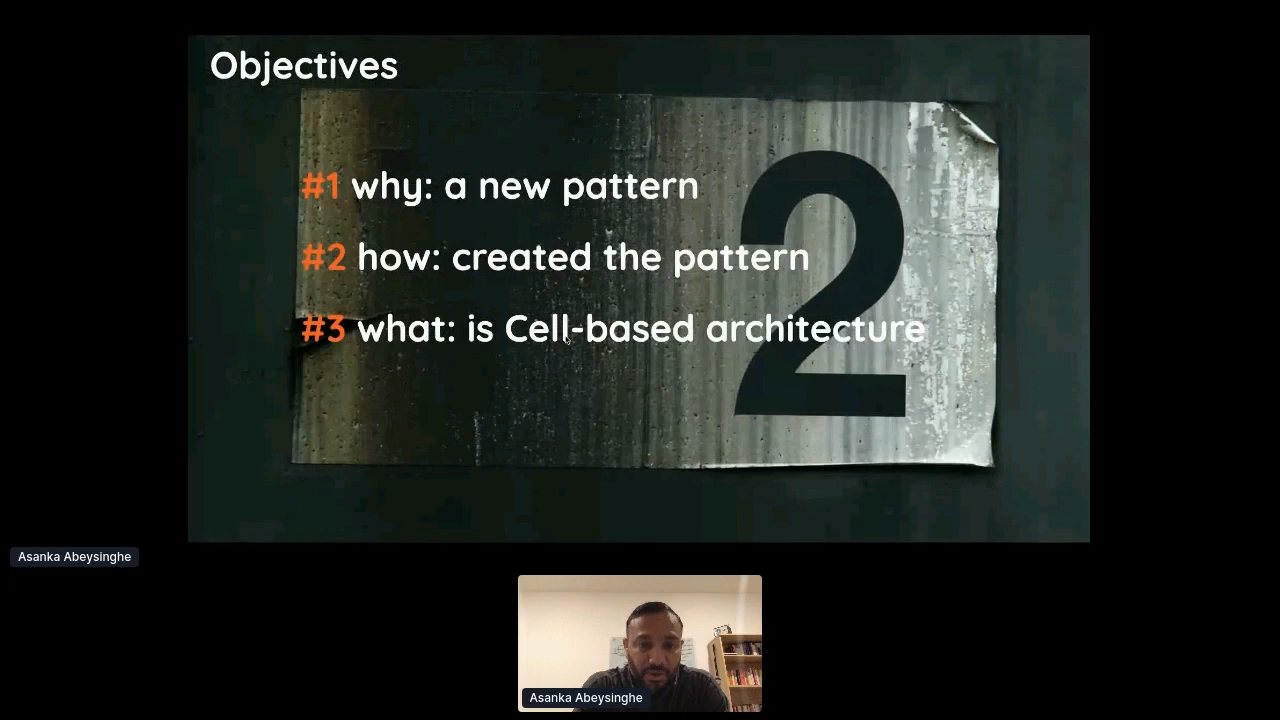 Objectives
#1 why: a new pattern
#2 how: created the pattern
#3 what: is Cell-based architecture
2
Asanka Abeysinghe
Asanka Abeysinghe